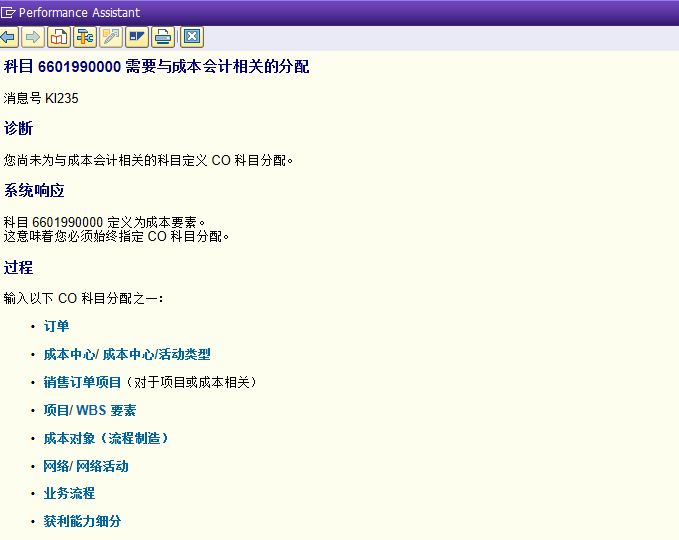 Performance Assistant
科目 6601990000 需要与成本会计相关的分配
消息号 KI235
诊断
您尚未为与成本会计相关的科目定义 CO 科目分配。
系统响应
科目 6601990000 定义为成本要素。
这意味着您必须始终指定 CO 科目分配。
过程
输入以下 CO 科目分配之一：
• 订单
• 成本中心/ 成本中心/活动类型
• 销售订单项目（对于项目或成本相关）
• 项目/ WBS 要素
• 成本对象（流程制造）
• 网络/ 网络活动
• 业务流程
• 获利能力细分